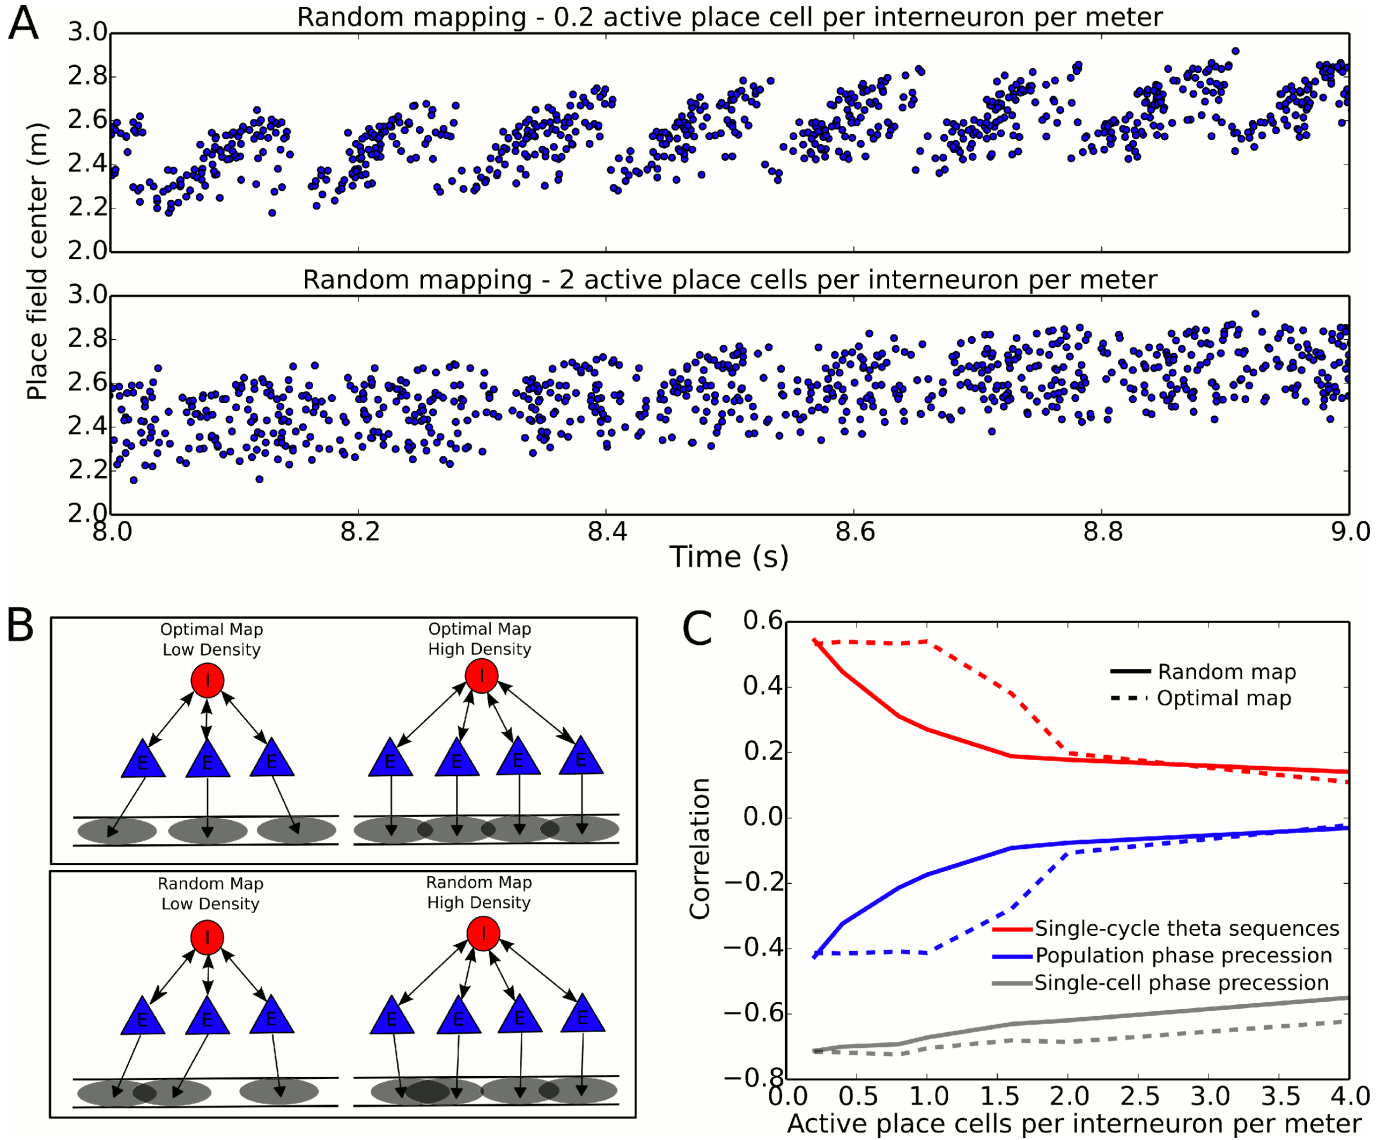 A
Random mapping - 0.2 active place cell per interneuron per meter
3.0
2.8
2.6
2.4
2.2
2.0
Random mapping - 2 active place cells per interneuron per meter
3.0
2.8
2.6
2.4
2.2
2.0
Place field center (m)
8.0 8.2 8.4 8.6 8.8 9.0
Time (s)
B
Optimal Map
Low Density
I
E E E
Optimal Map
High Density
I
E E E E
Random Map
Low Density
I
E E E
Random Map
High Density
I
E E E E
C
0.6
0.4
0.2
0.0
−0.2
−0.4
−0.6
−0.8
Correlation
Random map
Optimal map
Single-cycle theta sequences
Population phase precession
Single-cell phase precession
0.0 0.5 1.0 1.5 2.0 2.5 3.0 3.5 4.0
Active place cells per interneuron per meter